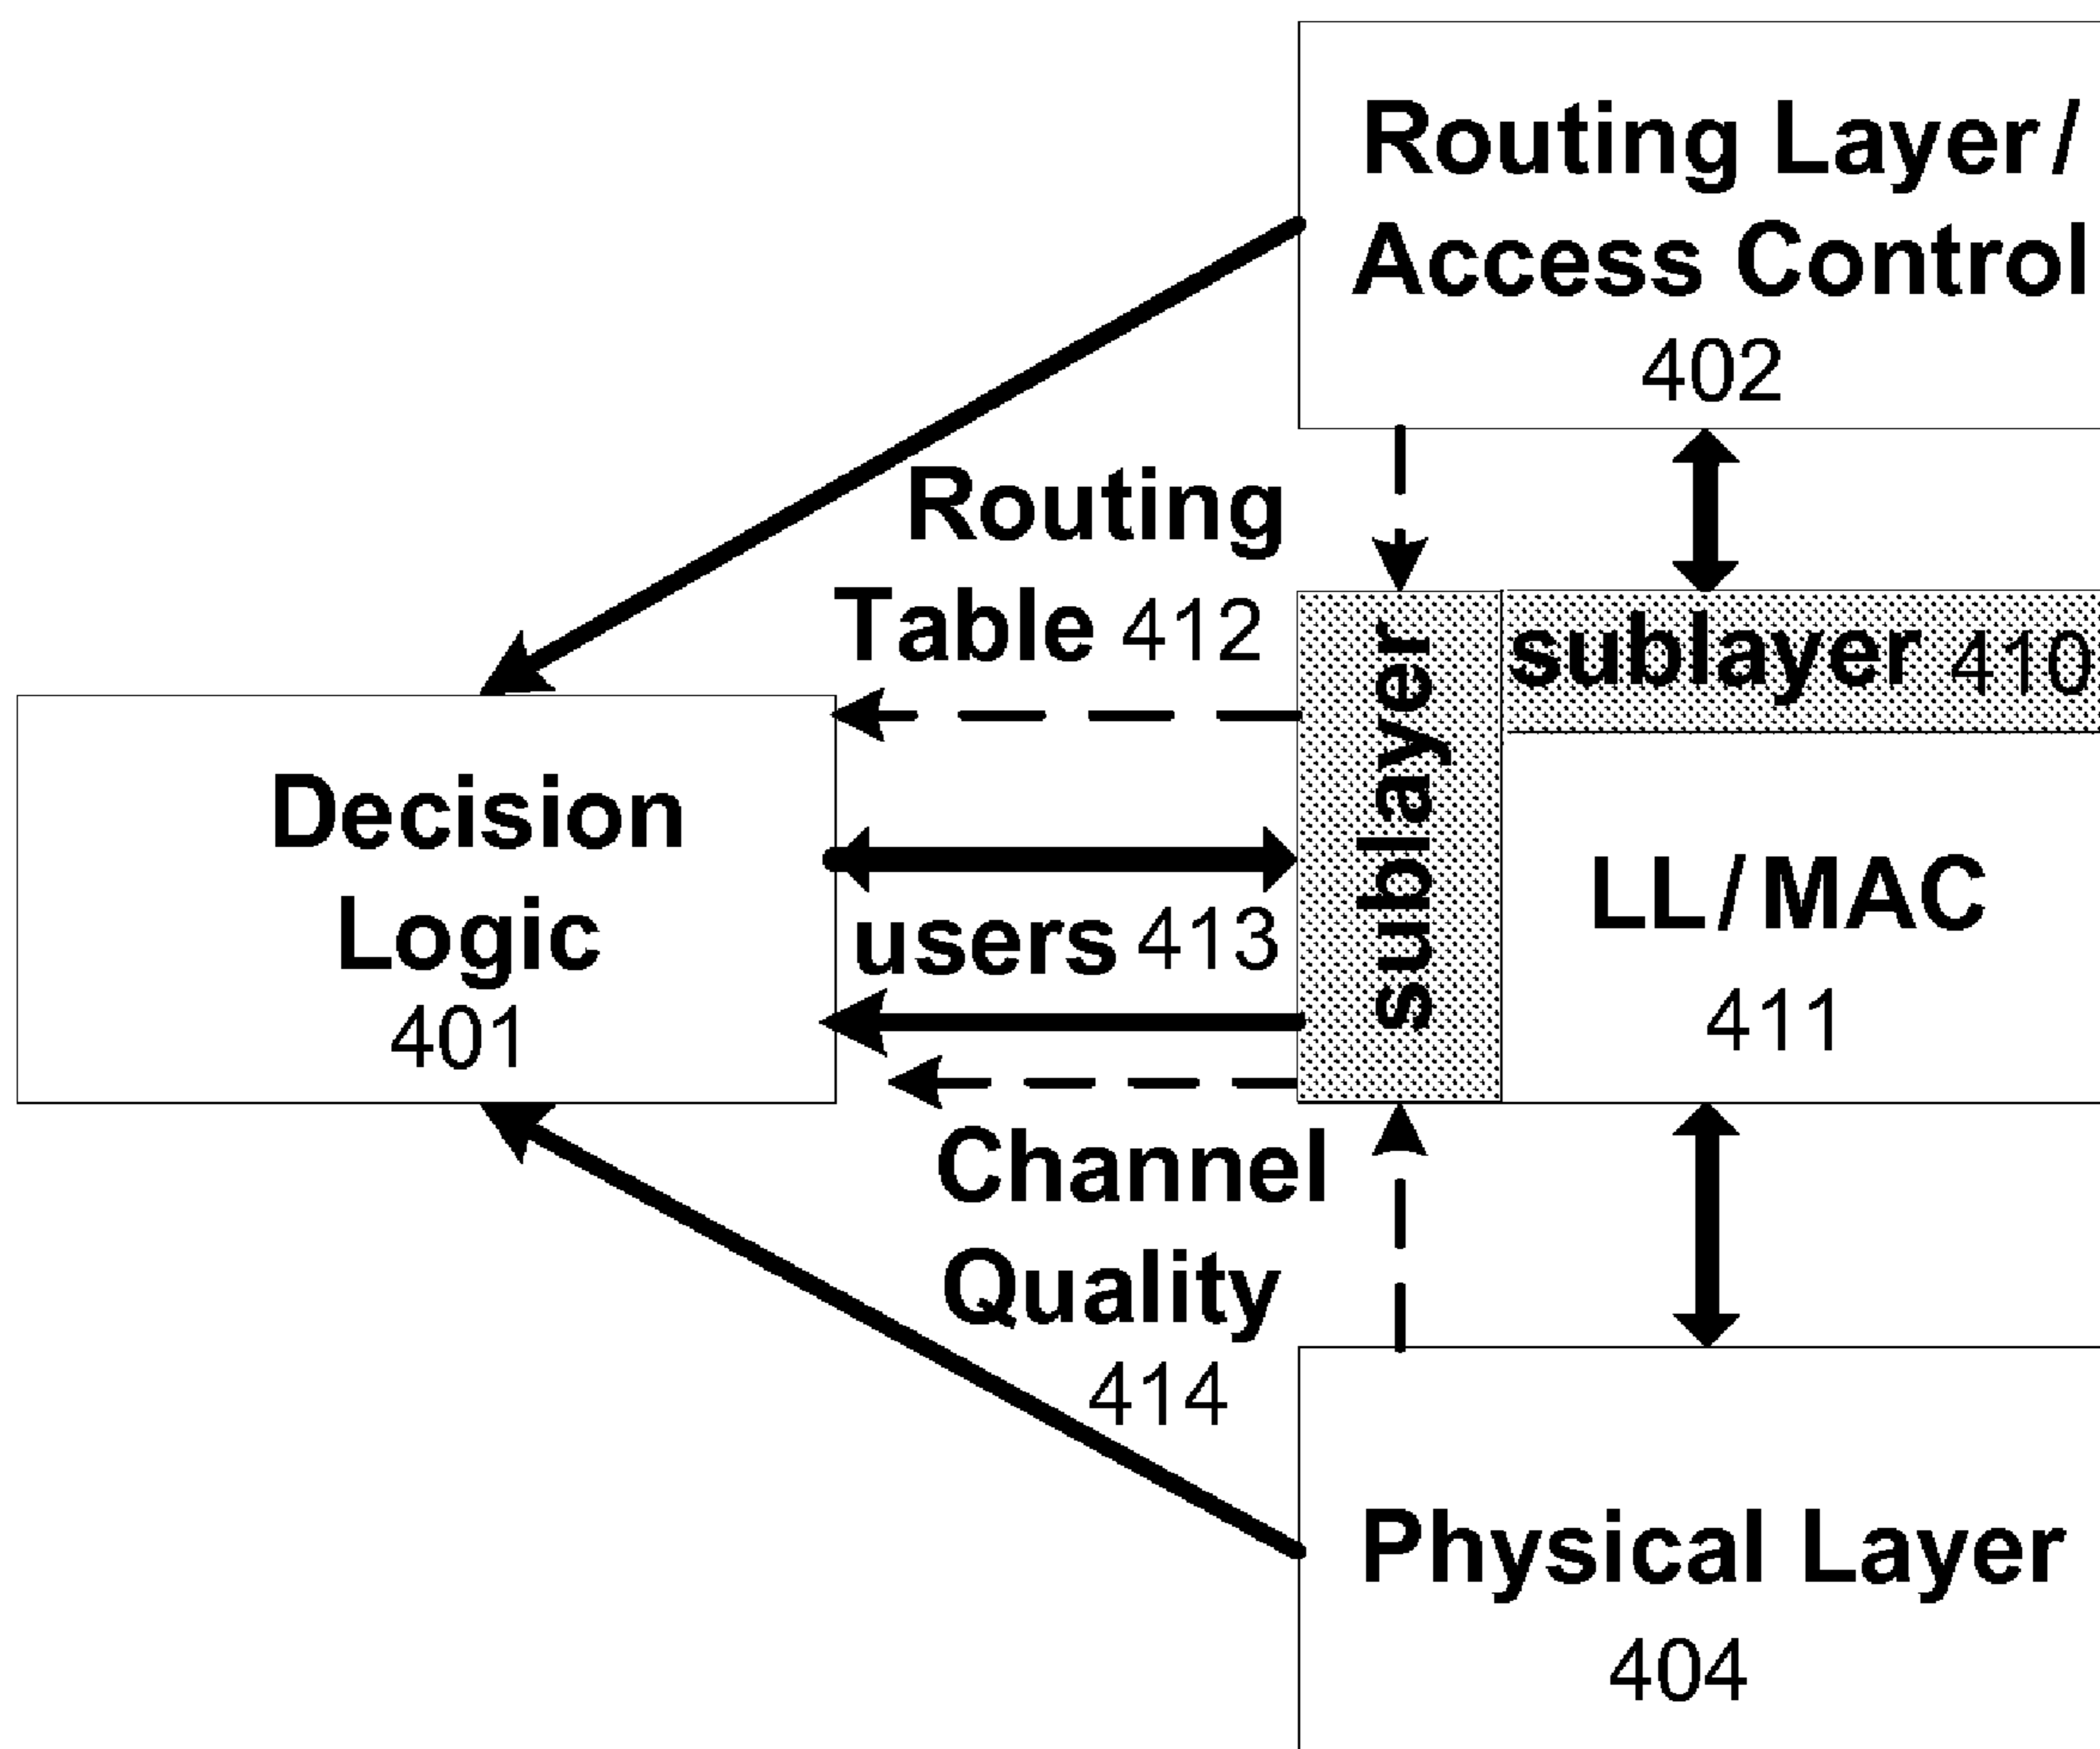 Routing Layer/
Access Control
402
Routing
Table 412
sublayer
sublayer 410
Decision
Logic
401
users 413
LL/MAC
411
Channel
Quality
414
Physical Layer
404